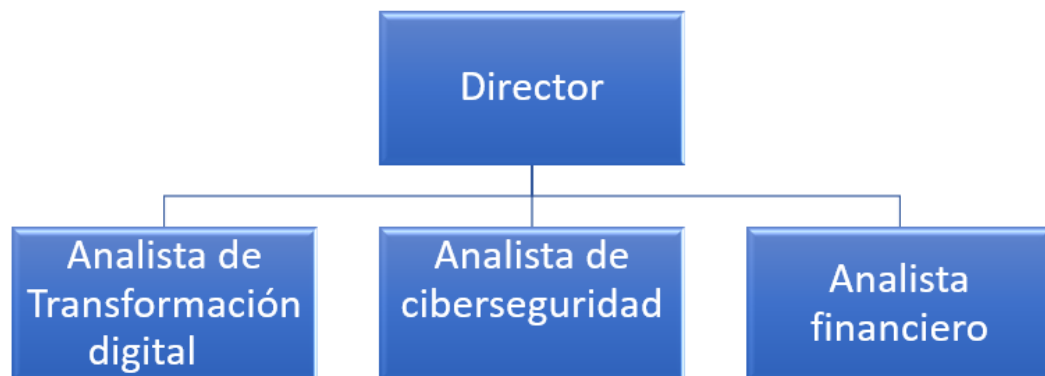 Director
Analista de
Transformación
digital
Analista de
ciberseguridad
Analista
financiero